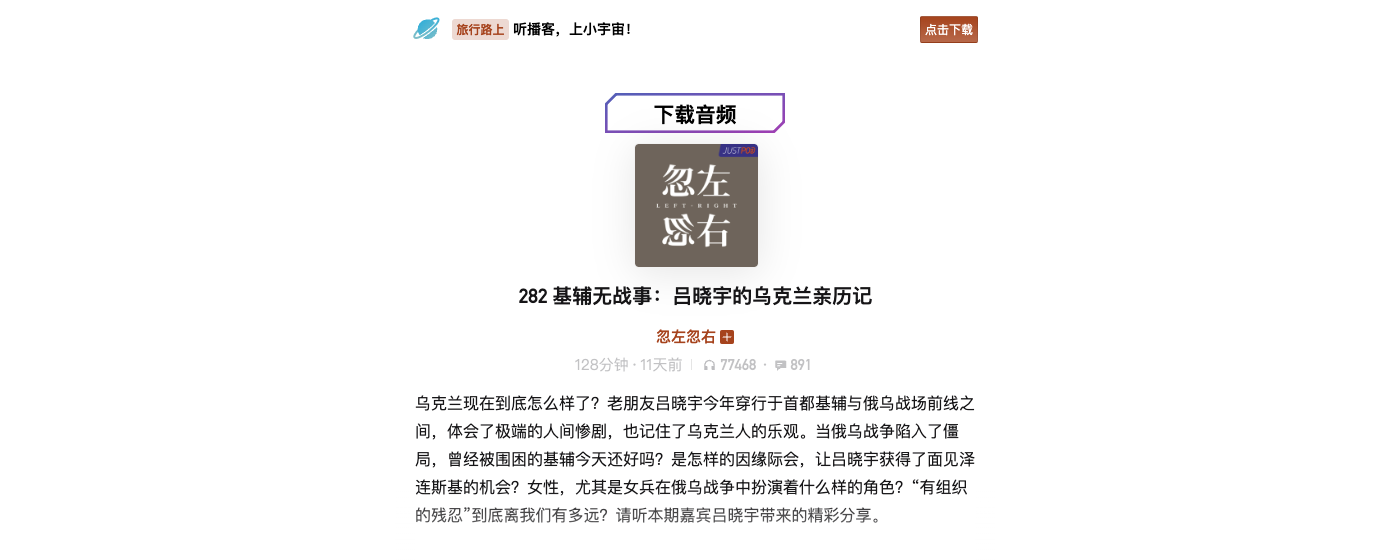 旅行路上 听播客，上小宇宙！
点击下载
下载音频
JUSTPOD
忽左
LEFT·RIGHT
忽右
282 基辅无战事：吕晓宇的乌克兰亲历记
忽左忽右
128分钟 · 11天前 77468 · 891
乌克兰现在到底怎么样了？老朋友吕晓宇今年穿行于首都基辅与俄乌战场前线之
间，体会了极端的人间惨剧，也记住了乌克兰人的乐观。当俄乌战争陷入了僵
局，曾经被围困的基辅今天还好吗？是怎样的因缘际会，让吕晓宇获得了面见泽
连斯基的机会？女性，尤其是女兵在俄乌战争中扮演着什么样的角色？“有组织
的残忍”到底离我们有多远？请听本期嘉宾吕晓宇带来的精彩分享。